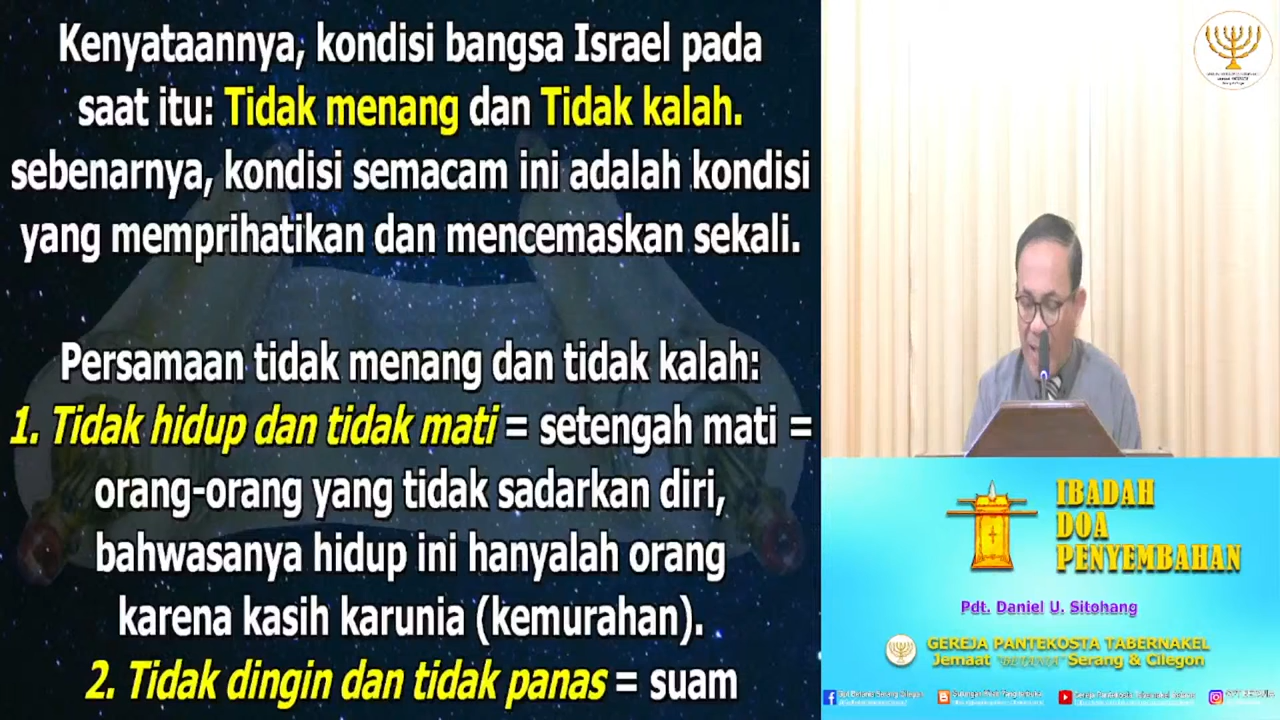 Kenyataannya, kondisi bangsa Israel pada
saat itu: Tidak menang dan Tidak kalah.
sebenarnya, kondisi semacam ini adalah kondisi
yang memprihatikan dan mencemaskan sekali.
Persamaan tidak menang dan tidak kalah:
1. Tidak hidup dan tidak mati = setengah mati =
orang-orang yang tidak sadarkan diri,
bahwasanya hidup ini hanyalah orang
karena kasih karunia (kemurahan).
2. Tidak dingin dan tidak panas = suam
IBADAH
DOA
PENYEMBAHAN
Pdt. Daniel U. Sitohang
GEREJA PANTEKOSTA TABERNAKEL
Jemaat "BETANIA" Serang & Cilegon